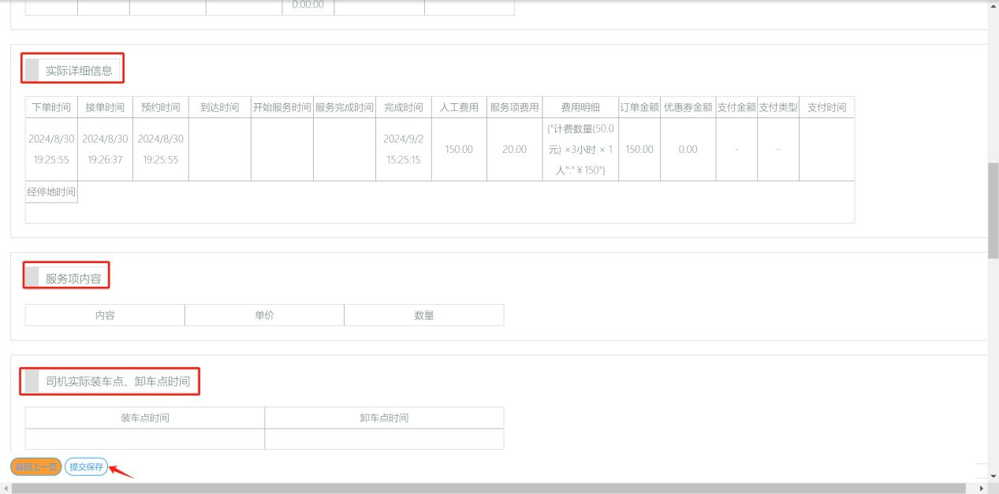 0:00:00
实际详细信息
下单时间 接单时间 预约时间 到达时间 开始服务时间 服务完成时间 完成时间 人工费用 服务项费用 费用明细 订单金额 优惠券金额 支付金额 支付类型 支付时间
2024/8/30 19:25:55 2024/8/30 19:26:37 2024/8/30 19:25:55 2024/9/2 15:25:15 150.00 20.00 {"计费数量(50.0元) ×3小时 × 1人":"￥150"} 150.00 0.00 - -
经停地时间
服务项内容
内容 单价 数量
司机实际装车点、卸车点时间
装车点时间 卸车点时间
返回上一页 提交保存